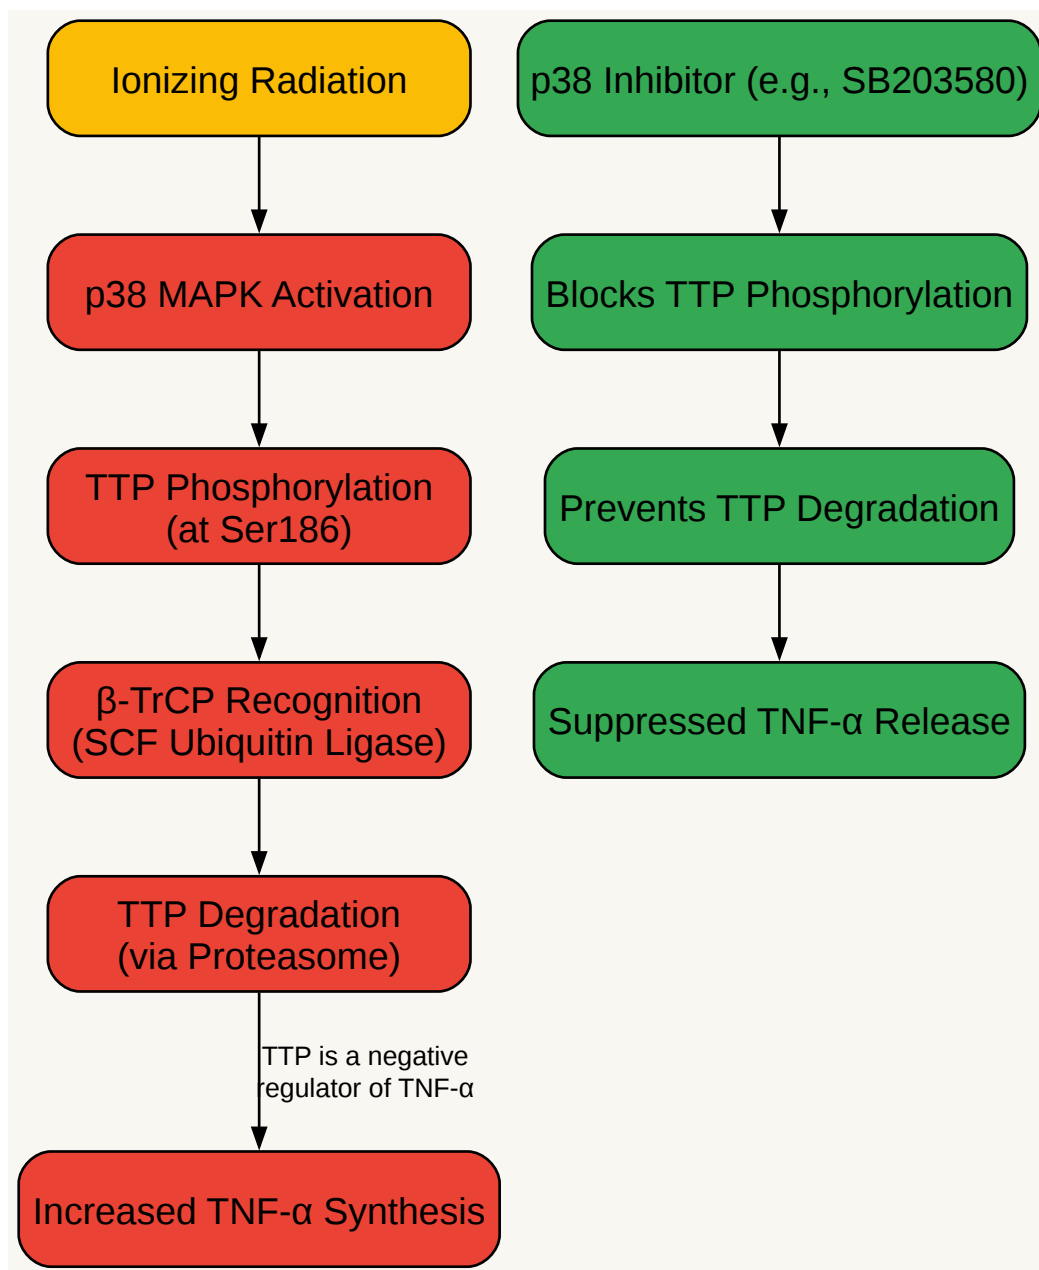 Ionizing Radiation
p38 MAPK Activation
TTP Phosphorylation
(at Ser186)
β-TrCP Recognition
(SCF Ubiquitin Ligase)
TTP Degradation
(via Proteasome)
TTP is a negative
regulator of TNF-α
Increased TNF-α Synthesis
p38 Inhibitor (e.g., SB203580)
Blocks TTP Phosphorylation
Prevents TTP Degradation
Suppressed TNF-α Release